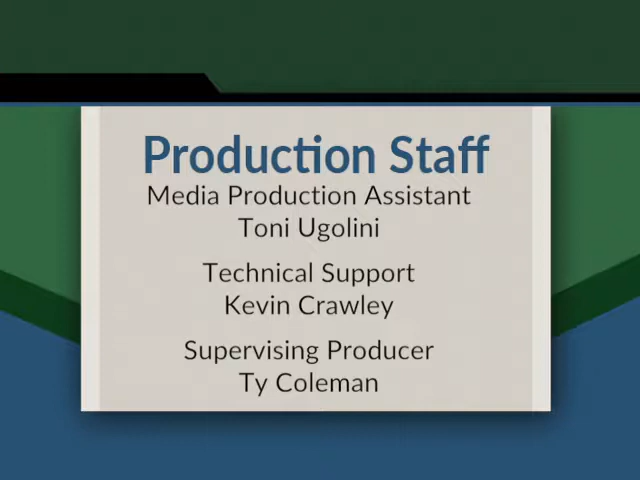 Production Staff
Media Production Assistant
Toni Ugolini
Technical Support
Kevin Crawley
Supervising Producer
Ty Coleman